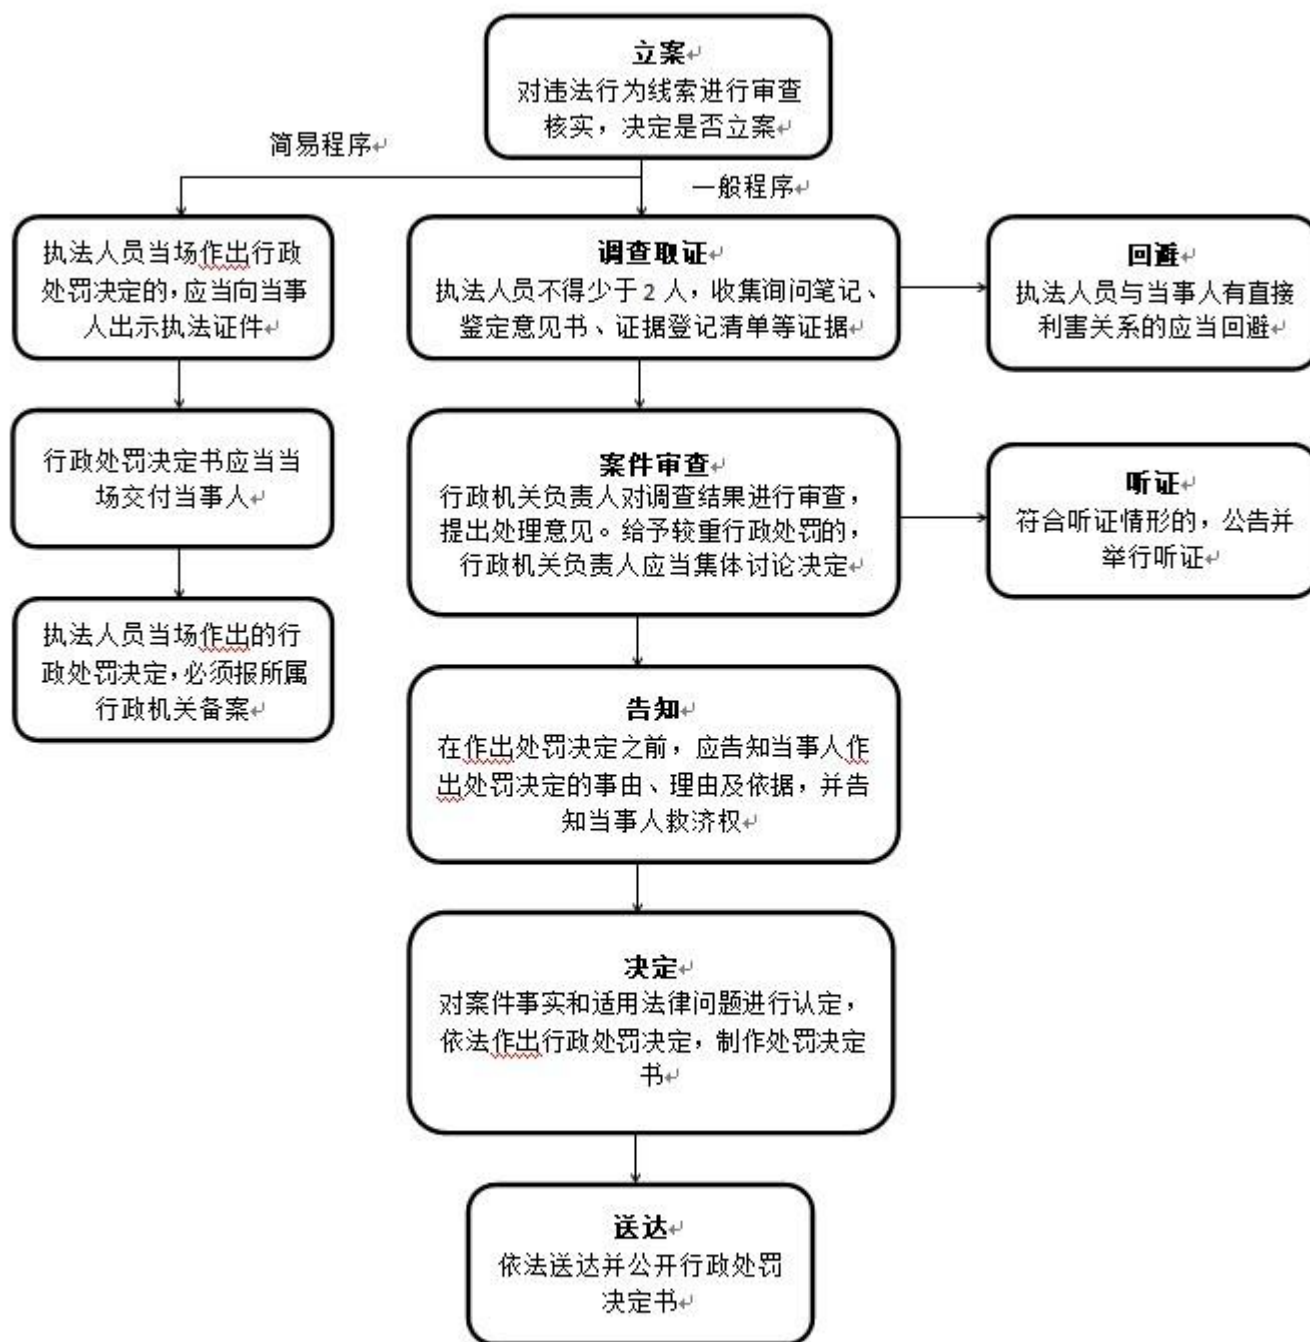 立案
对违法行为线索进行审查
核实，决定是否立案
简易程序
一般程序
执法人员当场作出行政
处罚决定的，应当向当事
人出示执法证件
调查取证
执法人员不得少于2人，收集询问笔记、
鉴定意见书、证据登记清单等证据
回避
执法人员与当事人有直接
利害关系的应当回避
行政处罚决定书应当当
场交付当事人
案件审查
行政机关负责人对调查结果进行审查，
提出处理意见。给予较重行政处罚的，
行政机关负责人应当集体讨论决定
听证
符合听证情形的，公告并
举行听证
执法人员当场作出的行
政处罚决定，必须报所属
行政机关备案
告知
在作出处罚决定之前，应告知当事人作
出处罚决定的事由、理由及依据，并告
知当事人救济权
决定
对案件事实和适用法律问题进行认定，
依法作出行政处罚决定，制作处罚决定
书
送达
依法送达并公开行政处罚
决定书